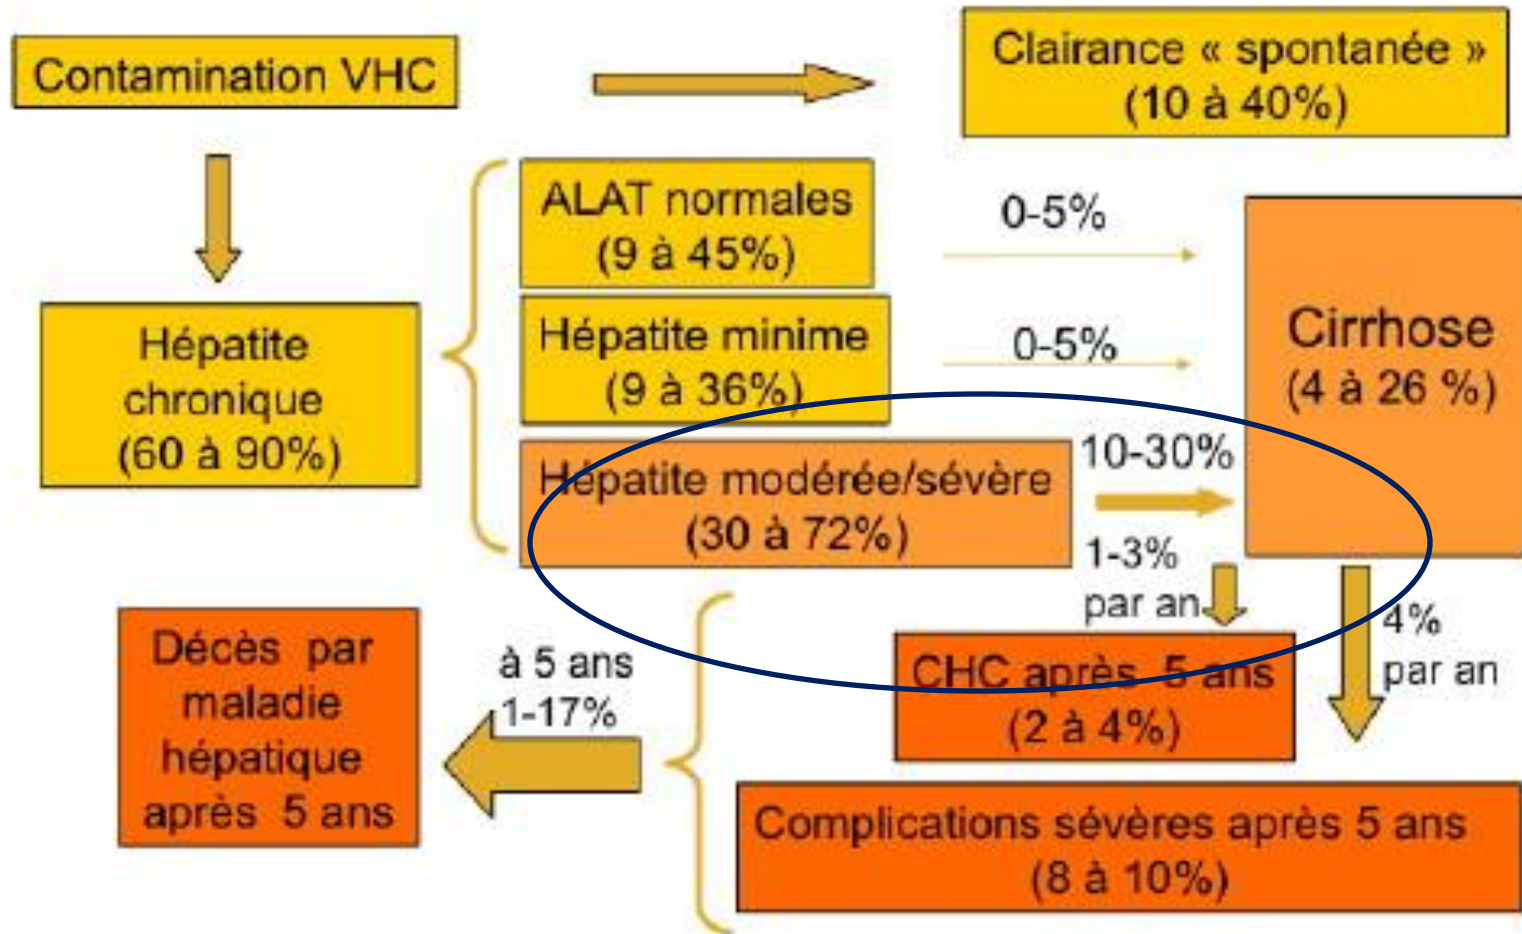 Contamination VHC
Clairance « spontanée »
(10 à 40%)
ALAT normales
(9 à 45%)
0-5%
Hépatite
chronique
(60 à 90%)
Hépatite minime
(9 à 36%)
0-5%
Cirrhose
(4 à 26 %)
Hépatite modérée/sévère
(30 à 72%)
10-30%
1-3%
par an
4%
par an
Décès par
maladie
hépatique
après 5 ans
à 5 ans
1-17%
CHC après 5 ans
(2 à 4%)
Complications sévères après 5 ans
(8 à 10%)